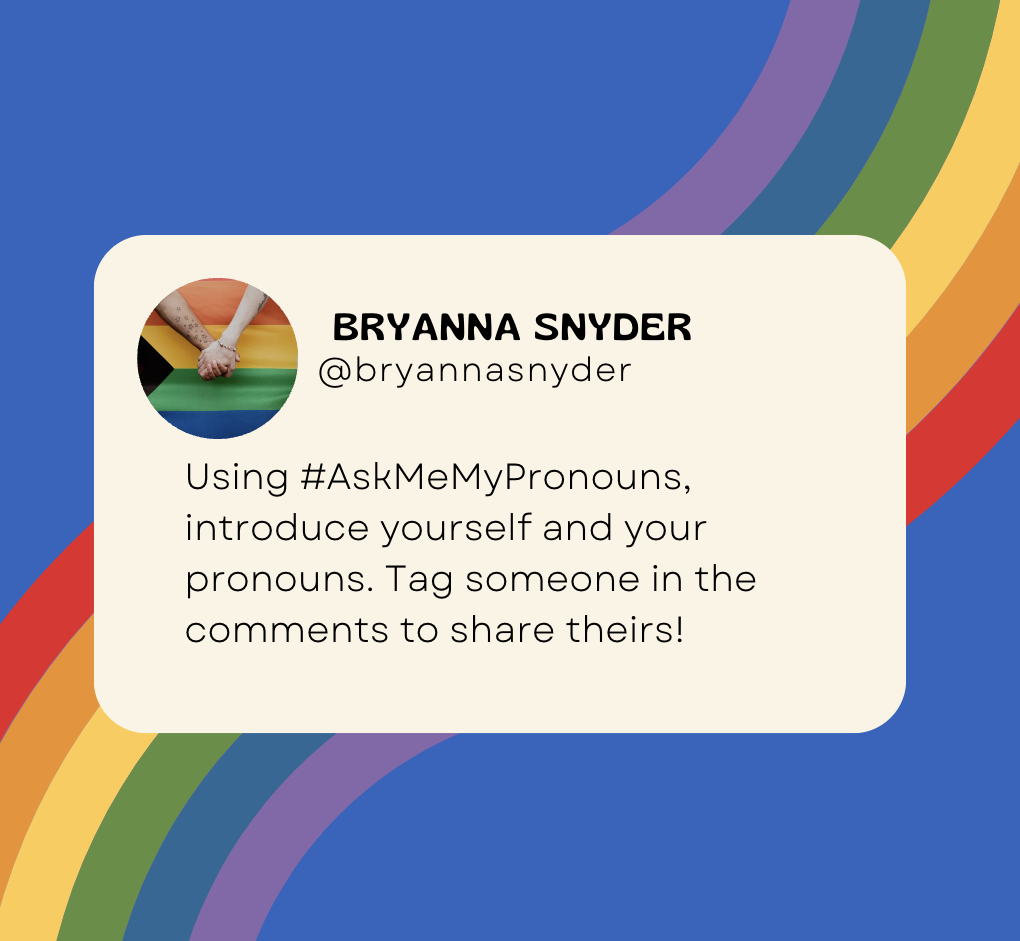 BRYANNA SNYDER
@bryannasnyder
Using #AskMeMyPronouns,
introduce yourself and your
pronouns. Tag someone in the
comments to share theirs!